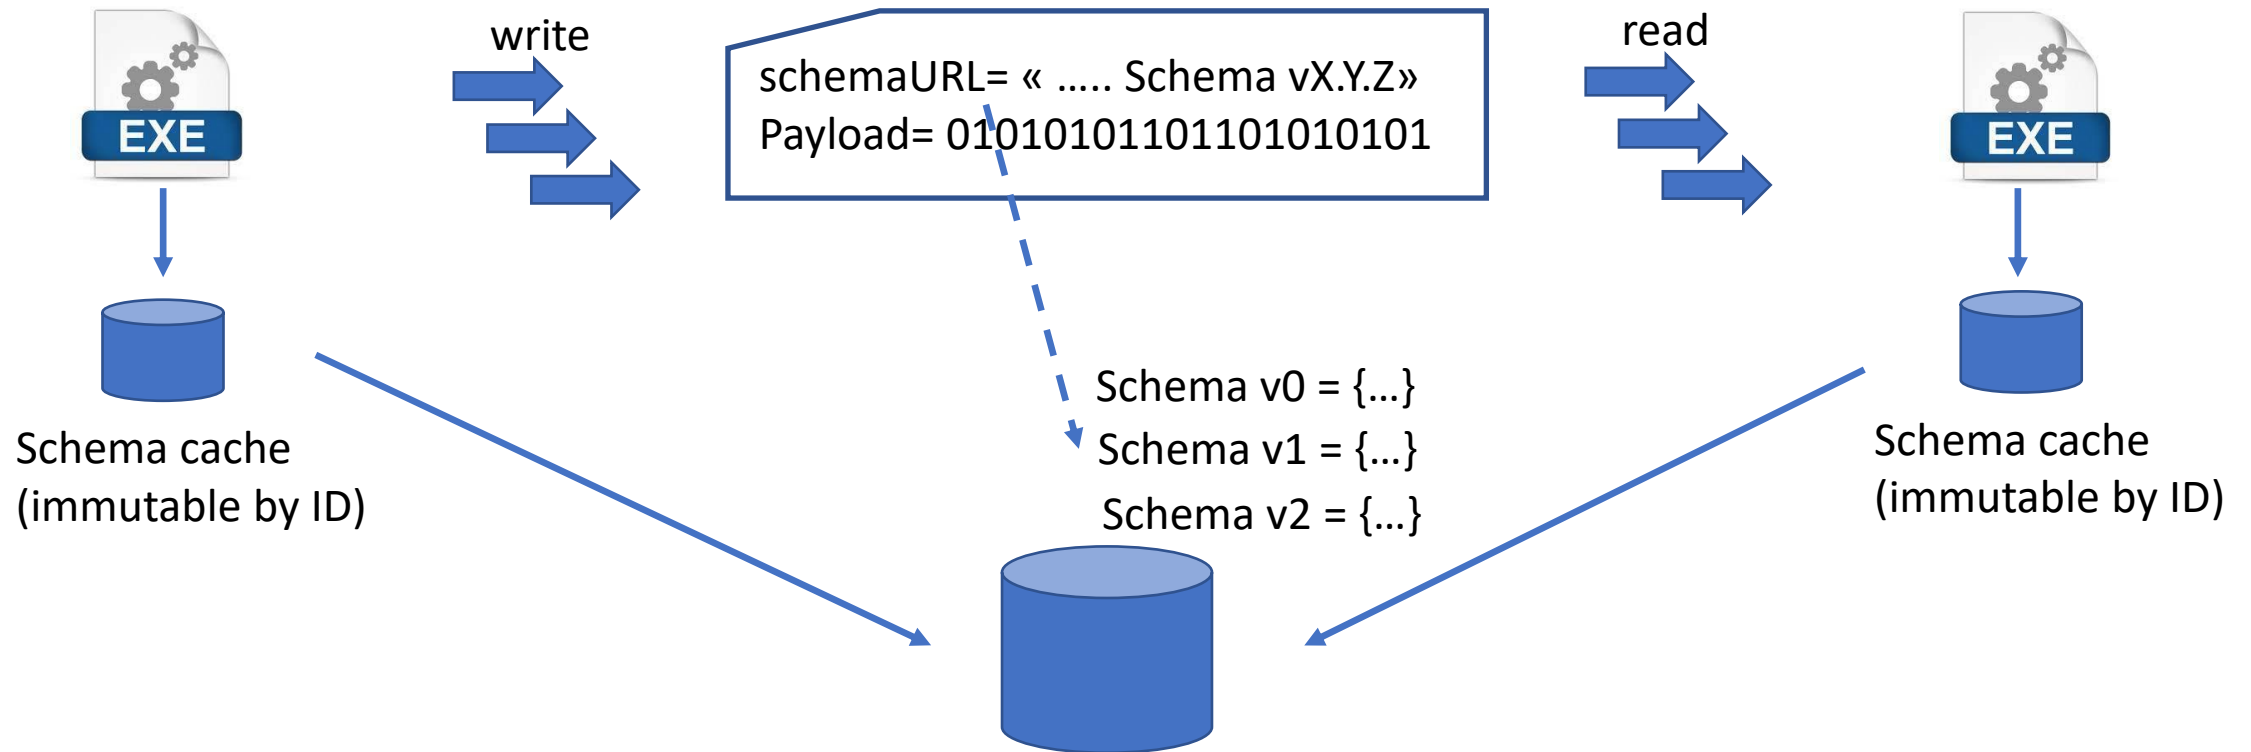 write
read
EXE
schemaURL= « ..... Schema vX.Y.Z»
Payload= 01010101101101010101
EXE
Schema cache
(immutable by ID)
Schema v0 = {...}
Schema v1 = {...}
Schema v2 = {...}
Schema cache
(immutable by ID)